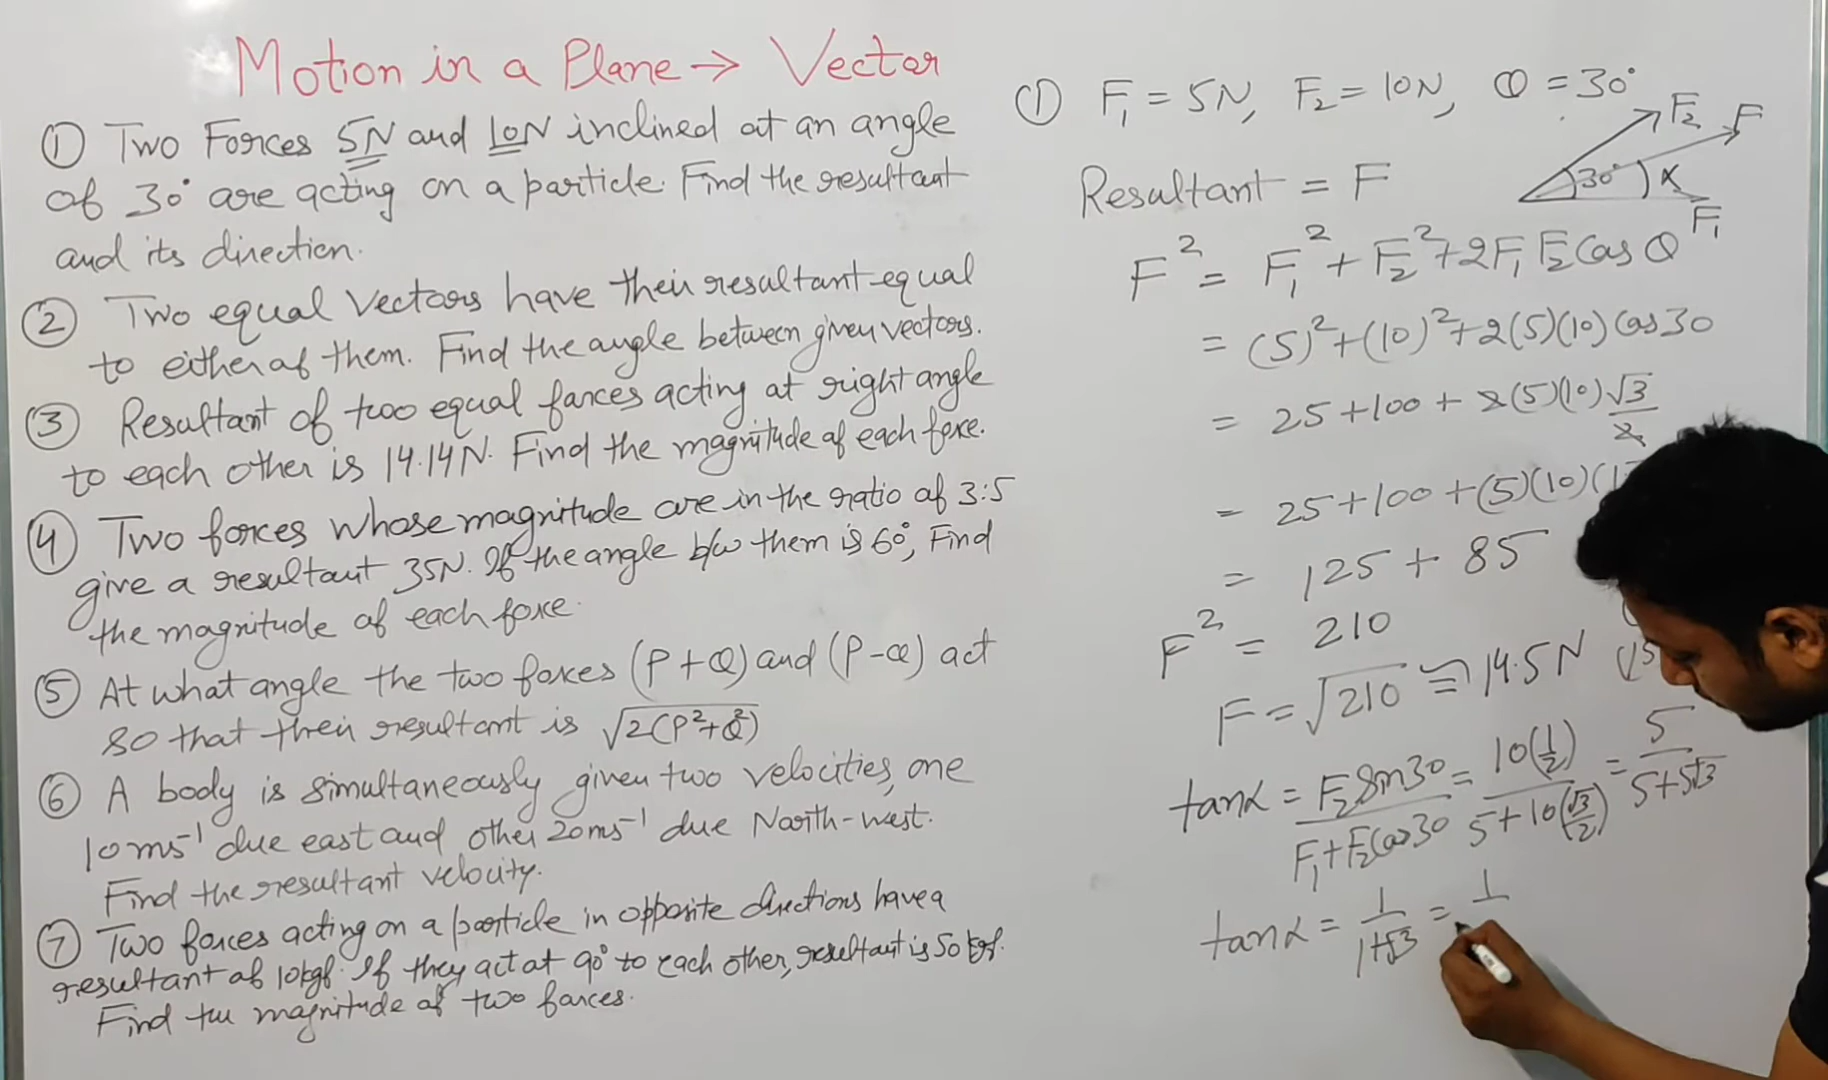 Motion in a Plane → Vector
① Two Forces 5N and 10N inclined at an angle
of 30° are acting on a particle. Find the resultant
and its direction.
② Two equal Vectors have their resultant equal
to either of them. Find the angle between given vectors.
③ Resultant of two equal forces acting at right angle
to each other is 14.14N. Find the magnitude of each force.
④ Two forces whose magnitude are in the ratio of 3:5
give a resultant 35N. If the angle b/w them is 60°, Find
the magnitude of each force.
⑤ At what angle the two forces (P+Q) and (P-Q) act
so that their resultant is √2(P²+Q²)
⑥ A body is simultaneously given two velocities, one
10 ms⁻¹ due east and other 20 ms⁻¹ due North-west.
Find the resultant velocity.
⑦ Two forces acting on a particle in opposite directions have a
resultant of 10kgf. If they act at 90° to each other, resultant is 50 kgf.
Find the magnitude of two forces.
① F₁ = 5N, F₂ = 10N, θ = 30°
F₂ F
30° α
F₁
Resultant = F
F² = F₁² + F₂² + 2F₁F₂Cos θ
= (5)² + (10)² + 2(5)(10) Cos30
= 25 + 100 + 2(5)(10) √3/2
= 25 + 100 + (5)(10)(1
= 125 + 85
F² = 210
F = √210 ≅ 14.5N
tanα = F₂Sin30/F₁+F₂Cos30 = 10(1/2)/5+10(√3/2) = 5/5+5√3
tanα = 1/1+√3 = 1